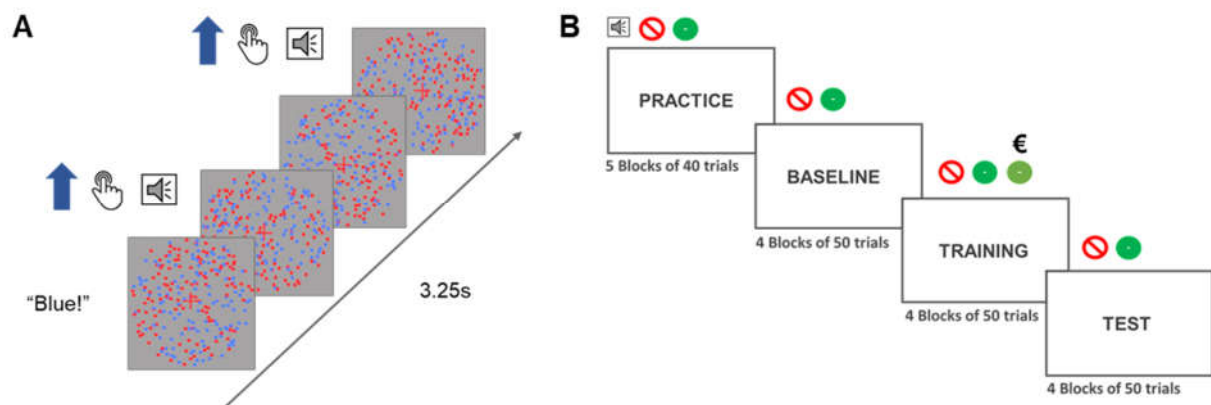 A
"Blue!"
3.25s
B
PRACTICE
5 Blocks of 40 trials
BASELINE
4 Blocks of 50 trials
€
TRAINING
4 Blocks of 50 trials
TEST
4 Blocks of 50 trials